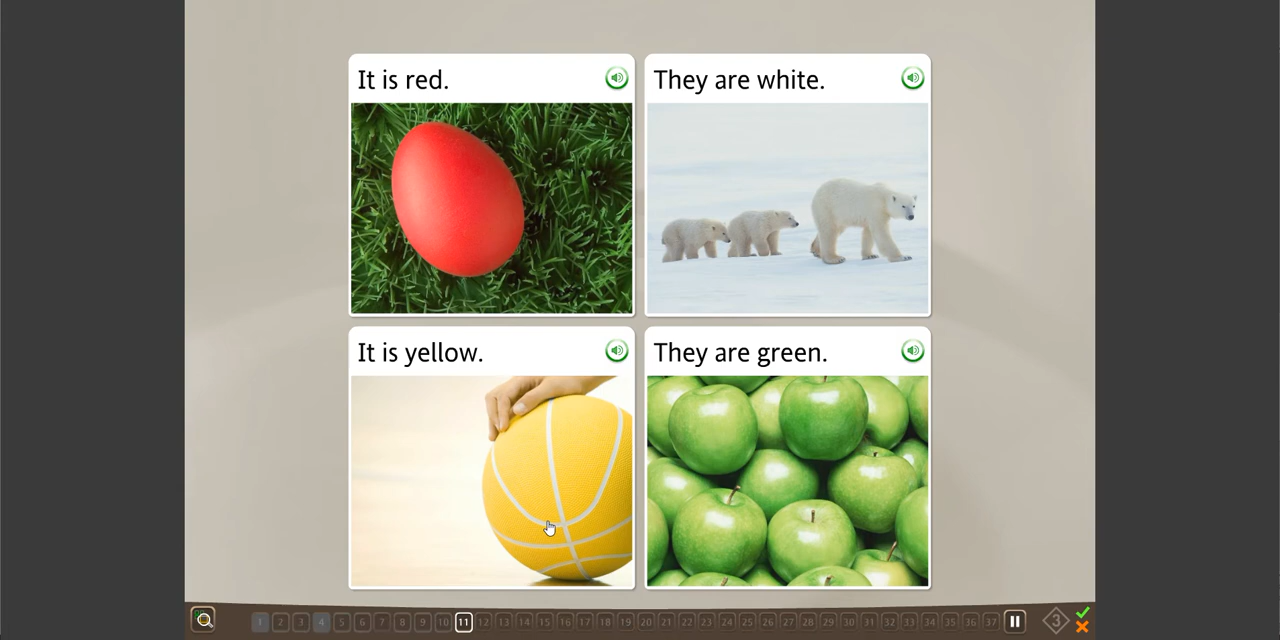 It is red.
They are white.
It is yellow.
They are green.
1 2 3 4 5 6 7 8 9 10 11 12 13 14 15 16 17 18 19 20 21 22 23 24 25 26 27 28 29 30 31 32 33 34 35 36 37
3